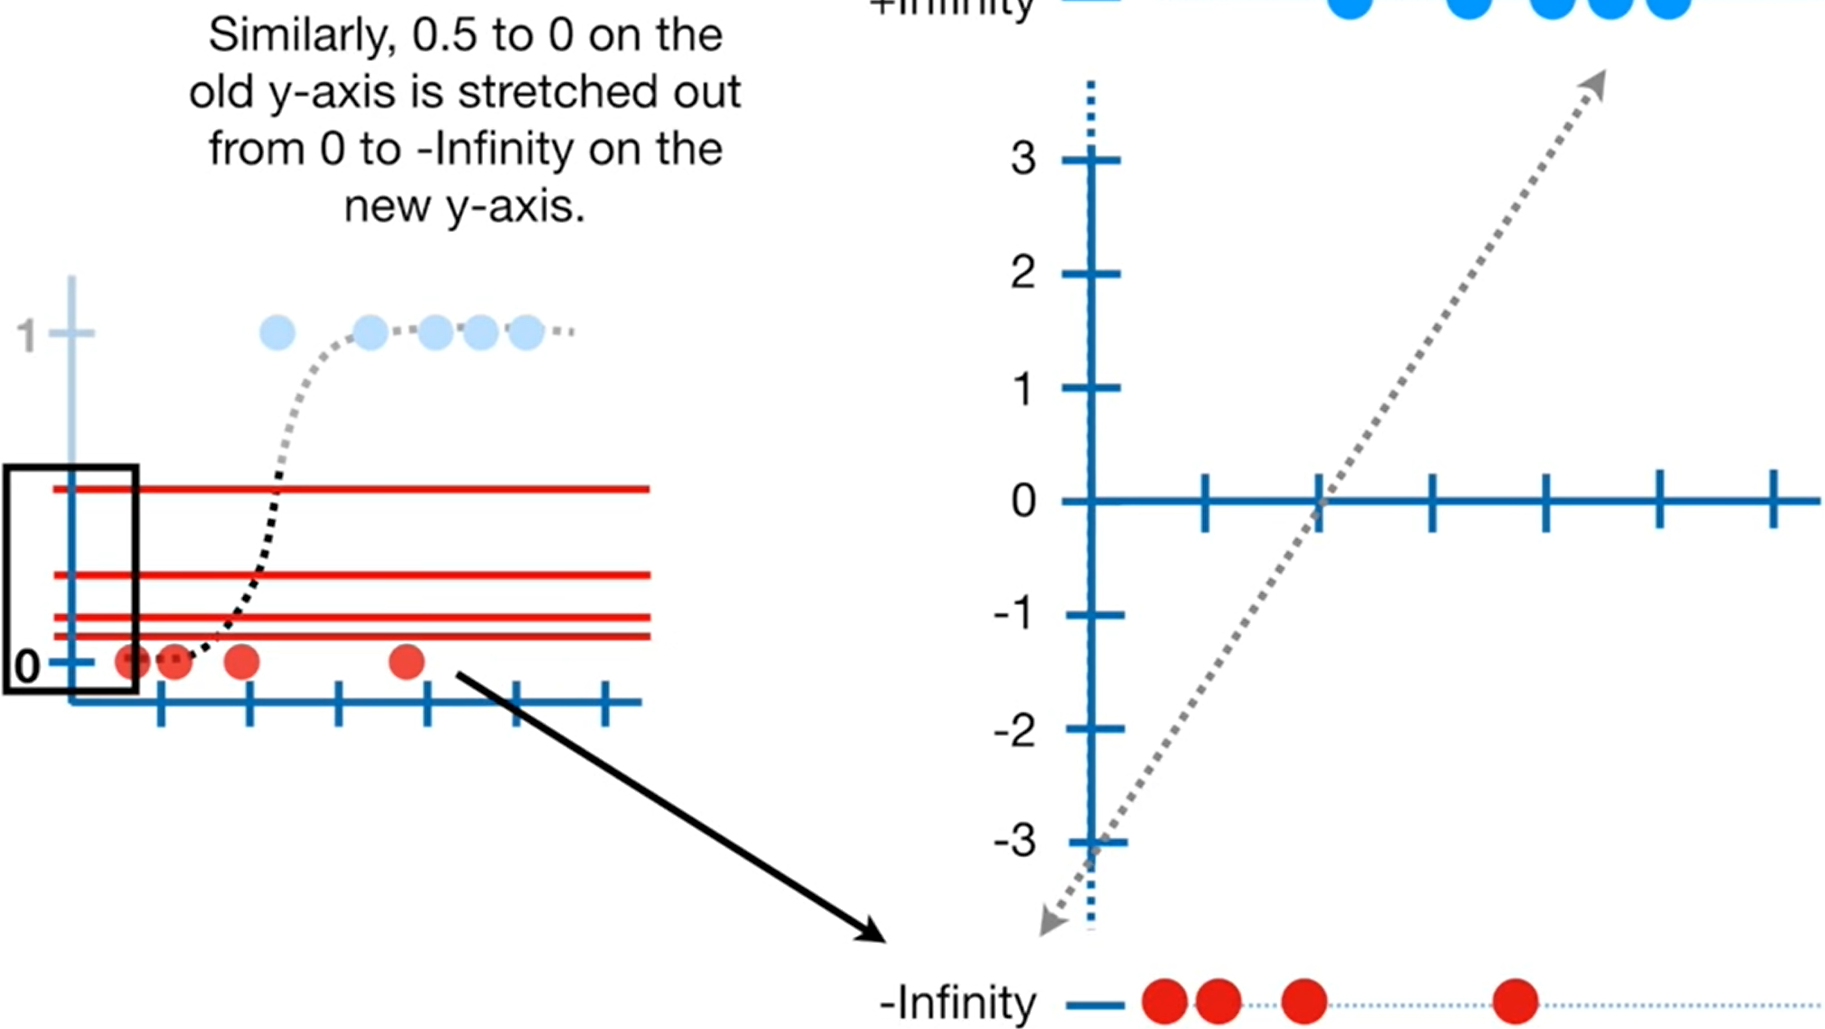 Similarly, 0.5 to 0 on the
old y-axis is stretched out
from 0 to -Infinity on the
new y-axis.
1
0
+Infinity
3
2
1
0
-1
-2
-3
-Infinity